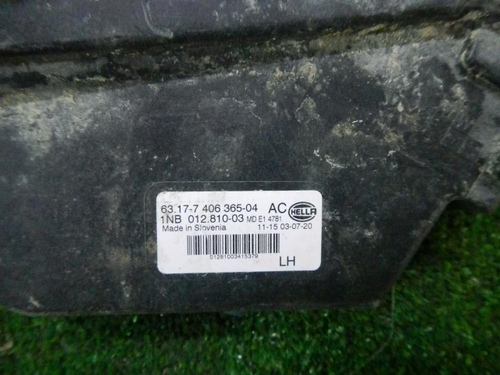 63.17-7 406 365-04 AC HELLA
1NB 012.810-03 MD E1 4781
Made in Slovenia 11-15 03-07-20
01261003415379
LH